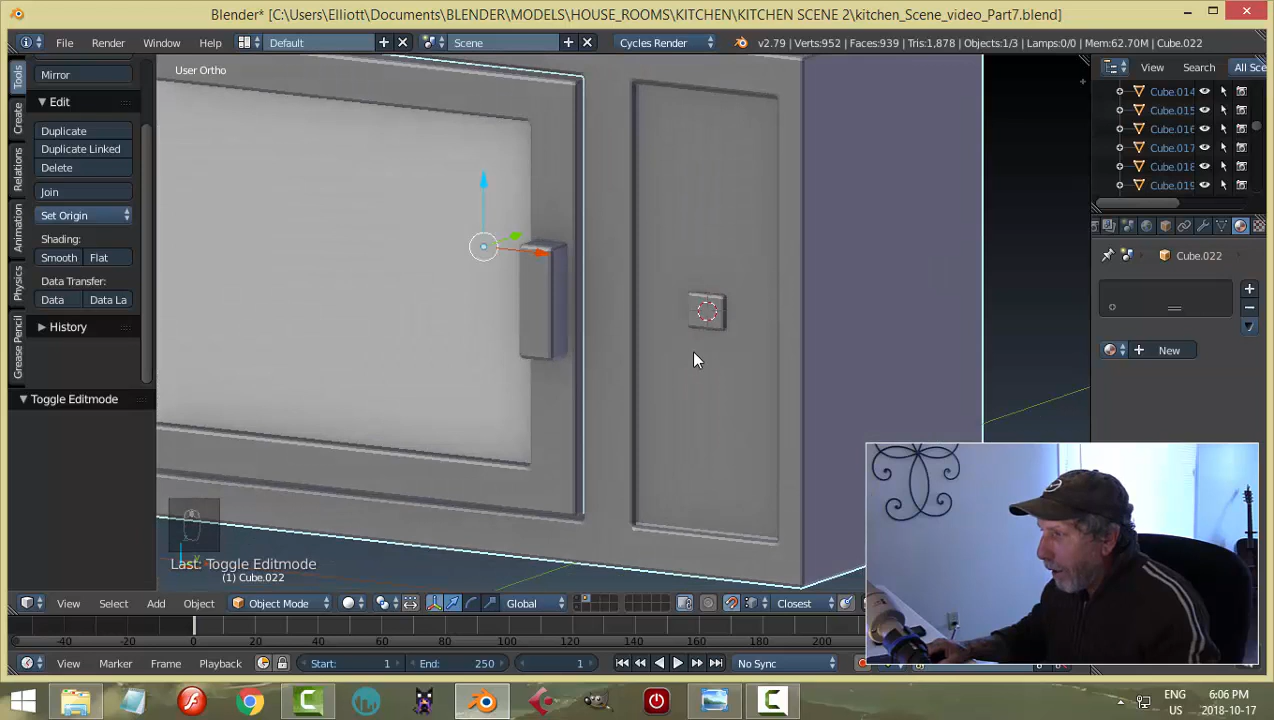 Blender* [C:\Users\Elliott\Documents\BLENDER\MODELS\HOUSE_ROOMS\KITCHEN\KITCHEN SCENE 2\kitchen_Scene_video_Part7.blend]
File Render Window Help Default Scene Cycles Render v2.79 | Verts:952 | Faces:939 | Tris:1,878 | Objects:1/3 | Lamps:0/0 | Mem:62.70M | Cube.022
Mirror
Edit
Duplicate
Duplicate Linked
Delete
Join
Set Origin
Shading:
Smooth Flat
Data Transfer:
Data Data La
History
Toggle Editmode
Tools
Create
Relations
Animation
Physics
Grease Pencil
User Ortho
Last: Toggle Editmode
(1) Cube.022
View Search All Sce
Cube.014
Cube.015
Cube.016
Cube.017
Cube.018
Cube.019
Cube.022
New
View Select Add Object Object Mode Global Closest
-40 -20 0 20 40 60 80 100 120 140 160 180 200
View Marker Frame Playback Start: 1 End: 250 1 No Sync
ENG 6:06 PM
US 2018-10-17